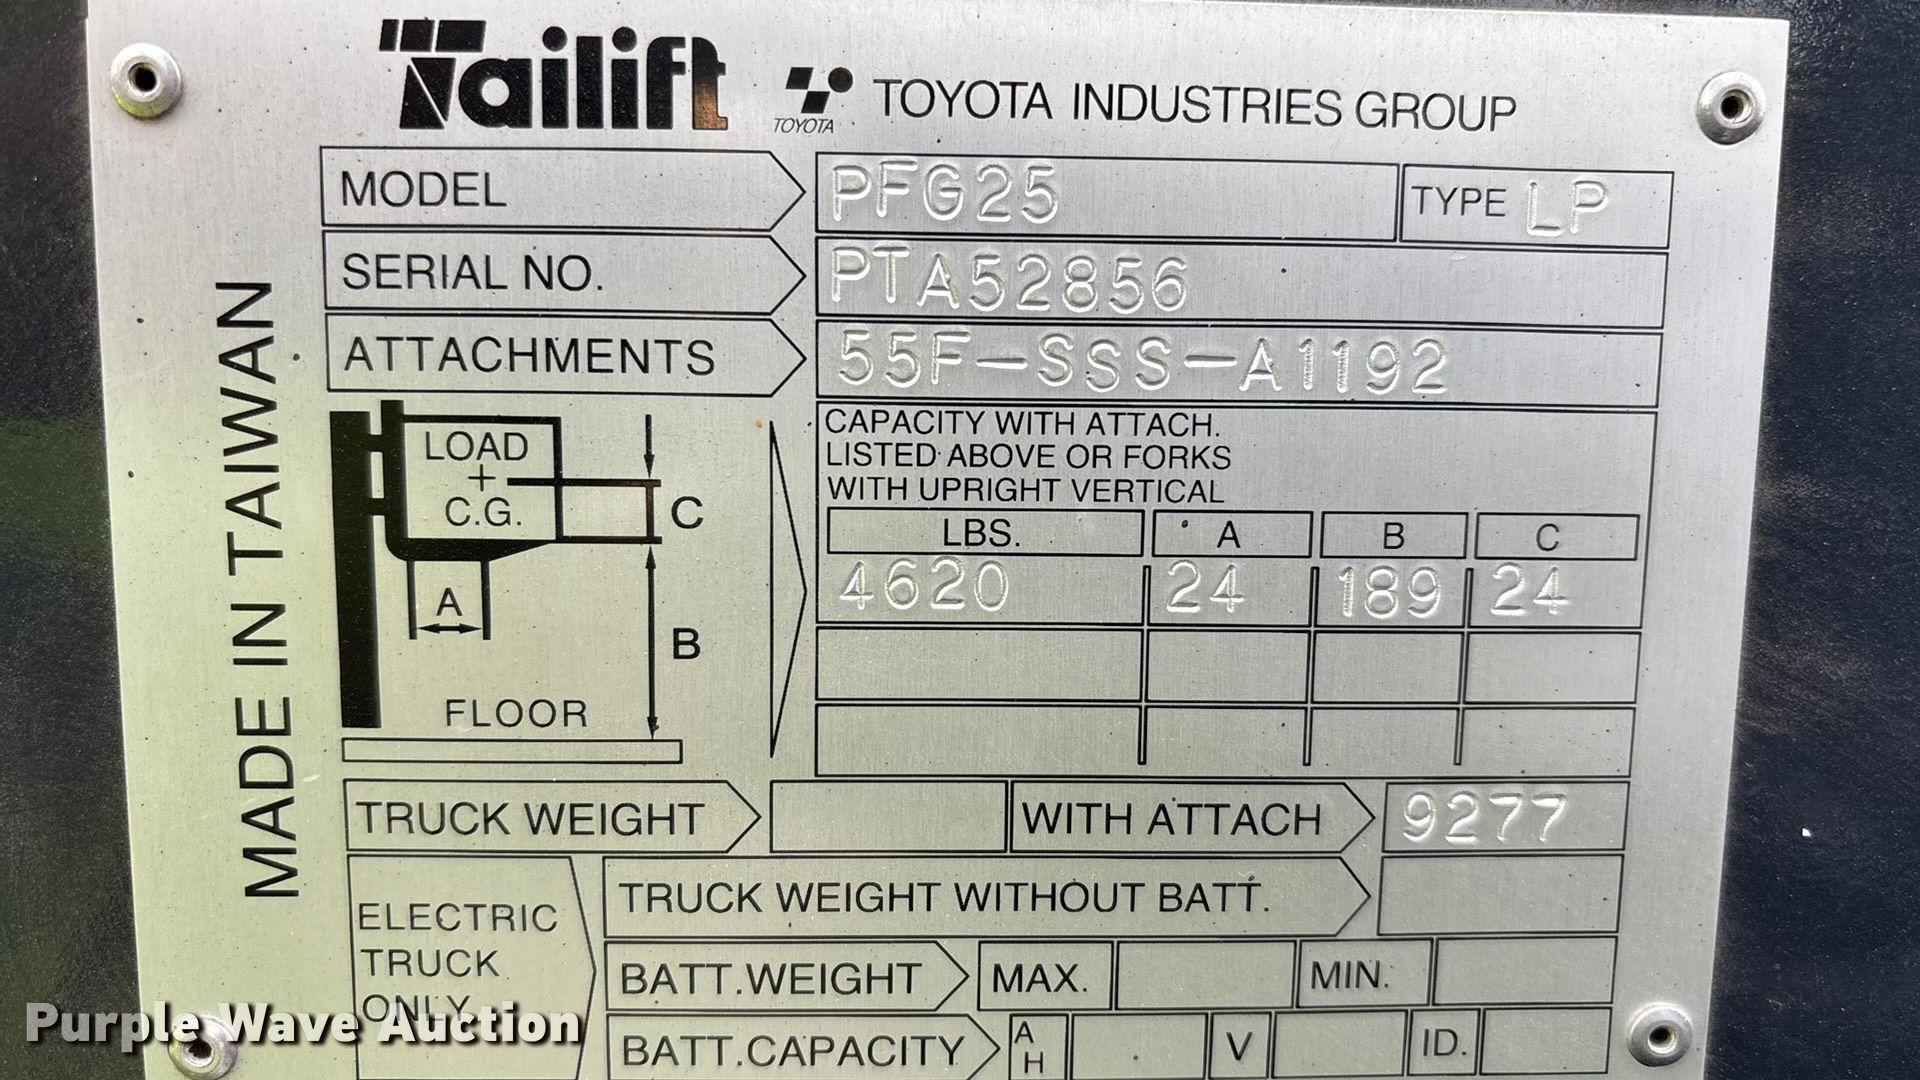 Tailift TOYOTA TOYOTA INDUSTRIES GROUP
MODEL PFG25 TYPE LP
SERIAL NO. PTA52856
ATTACHMENTS 55F-SSS-A1192
MADE IN TAIWAN
LOAD
+
C.G.
C
A
B
FLOOR
CAPACITY WITH ATTACH.
LISTED ABOVE OR FORKS
WITH UPRIGHT VERTICAL
LBS. A B C
4620 24 189 24
TRUCK WEIGHT WITH ATTACH 9277
ELECTRIC
TRUCK
ONLY
TRUCK WEIGHT WITHOUT BATT.
BATT.WEIGHT MAX. MIN.
BATT.CAPACITY AH V ID.
Purple Wave Auction